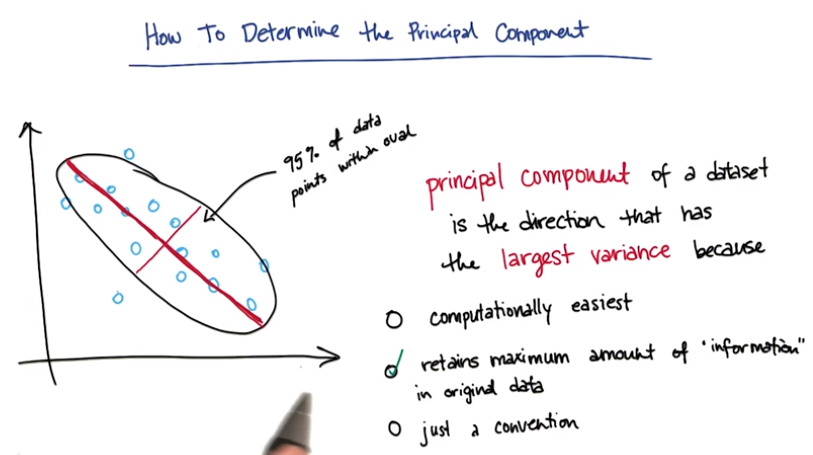 How To Determine the Principal Component
95% of data
points within oval
principal component of a dataset
is the direction that has
the largest variance because
computationally easiest
retains maximum amount of "information"
in original data
just a convention